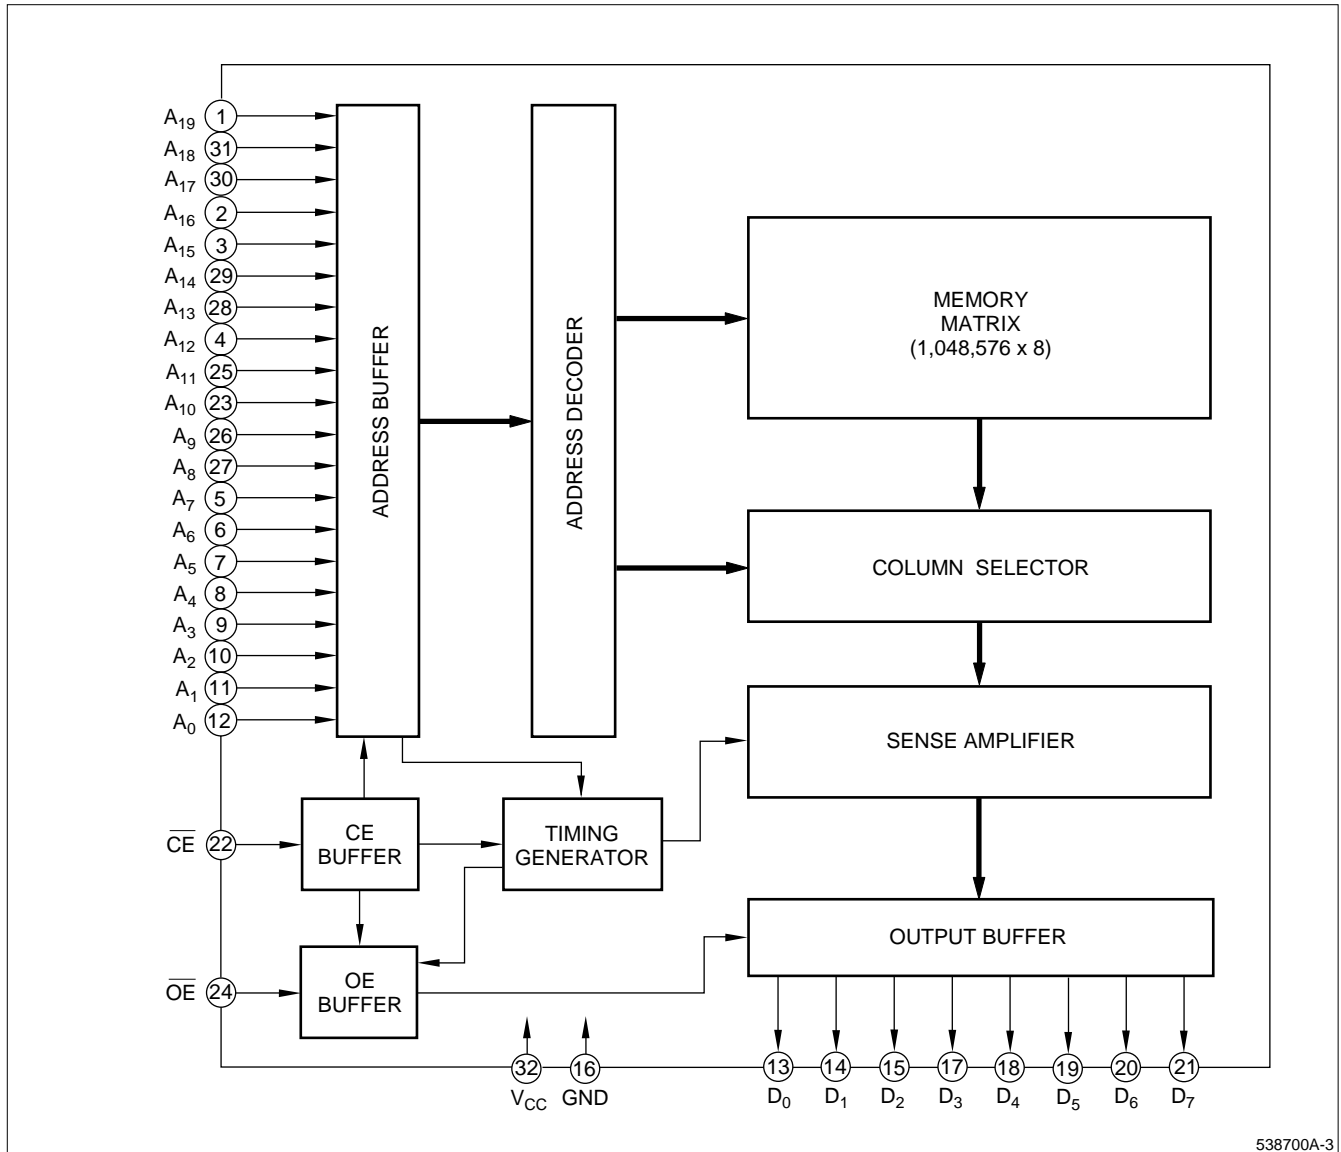 A19 1
A18 31
A17 30
A16 2
A15 3
A14 29
A13 28
A12 4
A11 25
A10 23
A9 26
A8 27
A7 5
A6 6
A5 7
A4 8
A3 9
A2 10
A1 11
A0 12
ADDRESS BUFFER
ADDRESS DECODER
MEMORY
MATRIX
(1,048,576 x 8)
COLUMN SELECTOR
SENSE AMPLIFIER
C̅E̅ 22
CE
BUFFER
TIMING
GENERATOR
OUTPUT BUFFER
O̅E̅ 24
OE
BUFFER
32 16 13 14 15 17 18 19 20 21
VCC GND D0 D1 D2 D3 D4 D5 D6 D7
538700A-3